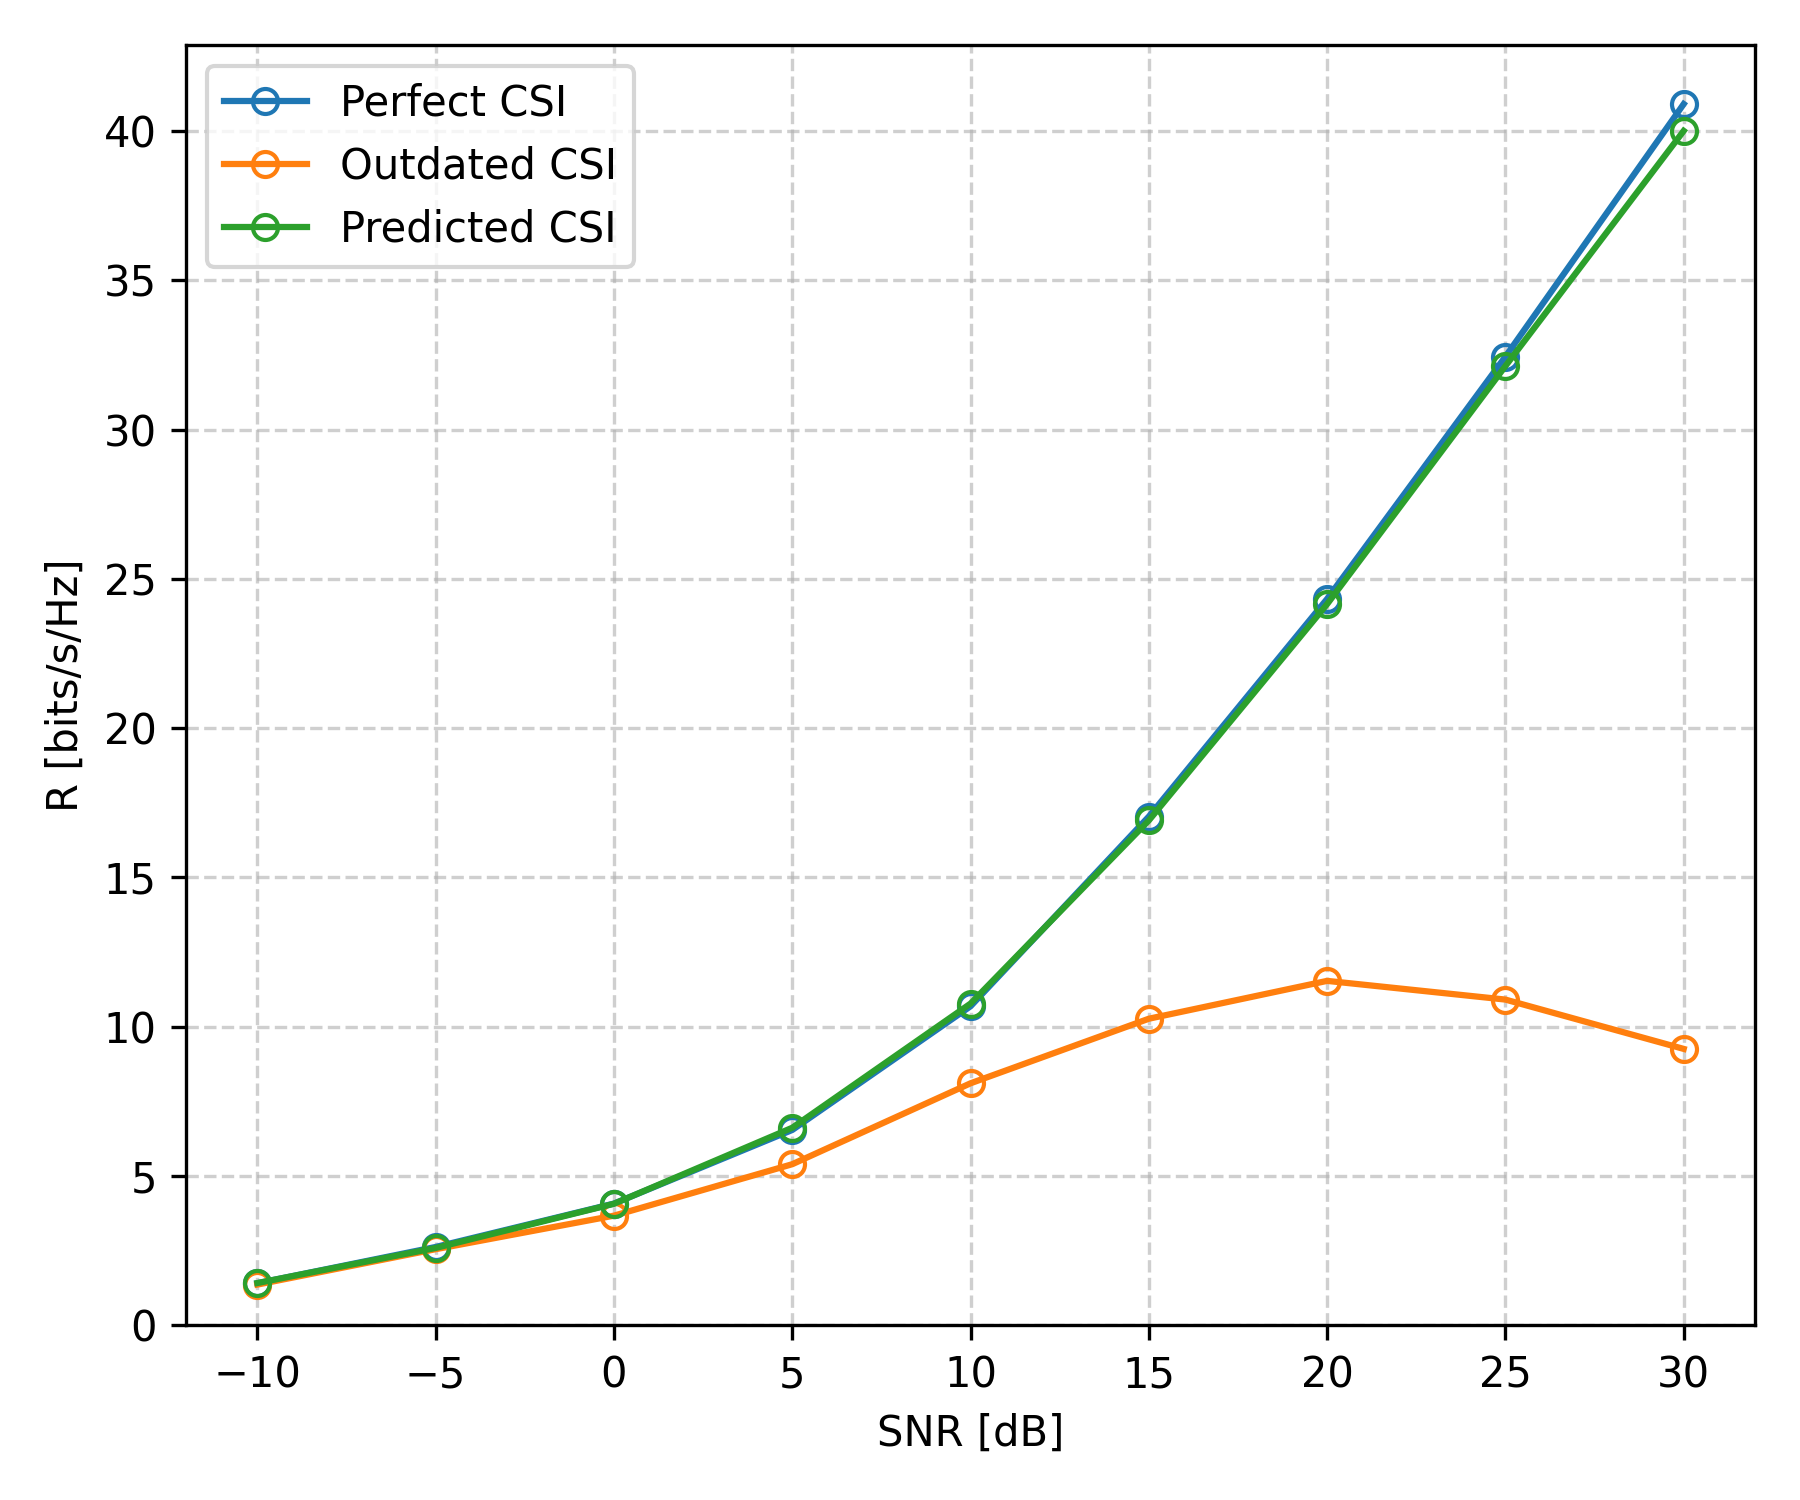 Perfect CSI
Outdated CSI
Predicted CSI
40
35
30
25
20
15
10
5
0
R [bits/s/Hz]
−10 −5 0 5 10 15 20 25 30
SNR [dB]